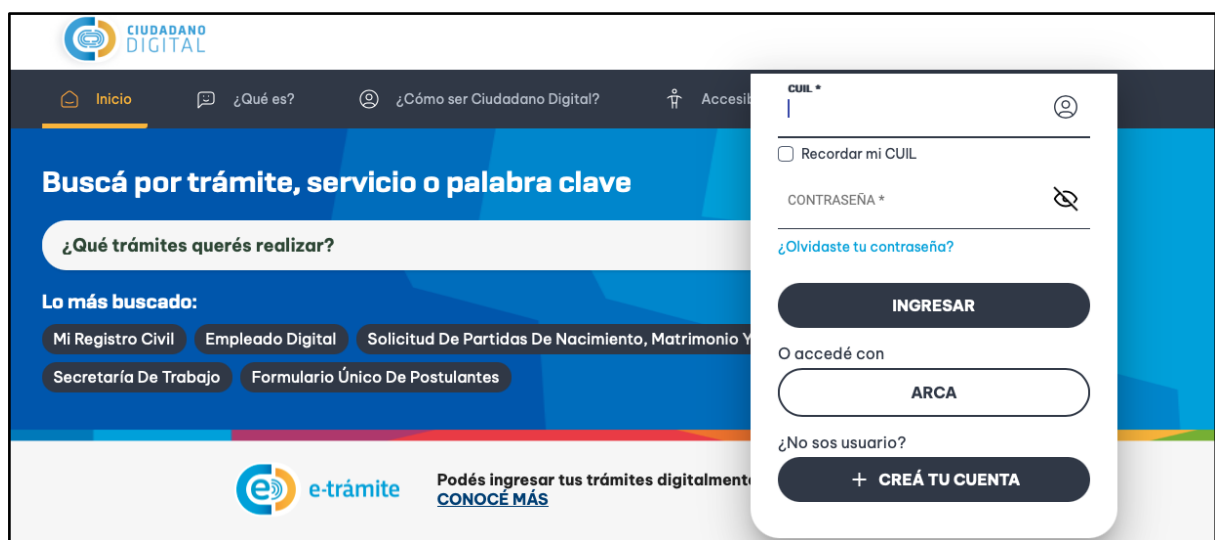 CIUDADANO
DIGITAL
Inicio
¿Qué es?
¿Cómo ser Ciudadano Digital?
Buscá por trámite, servicio o palabra clave
¿Qué trámites querés realizar?
Lo más buscado:
Mi Registro Civil
Empleado Digital
Solicitud De Partidas De Nacimiento, Matrimonio Y
Secretaría De Trabajo
Formulario Único De Postulantes
e-trámite
Podés ingresar tus trámites digitalmente
CONOCÉ MÁS
CUIL *
Recordar mi CUIL
CONTRASEÑA *
¿Olvidaste tu contraseña?
INGRESAR
O accedé con
ARCA
¿No sos usuario?
+ CREÁ TU CUENTA